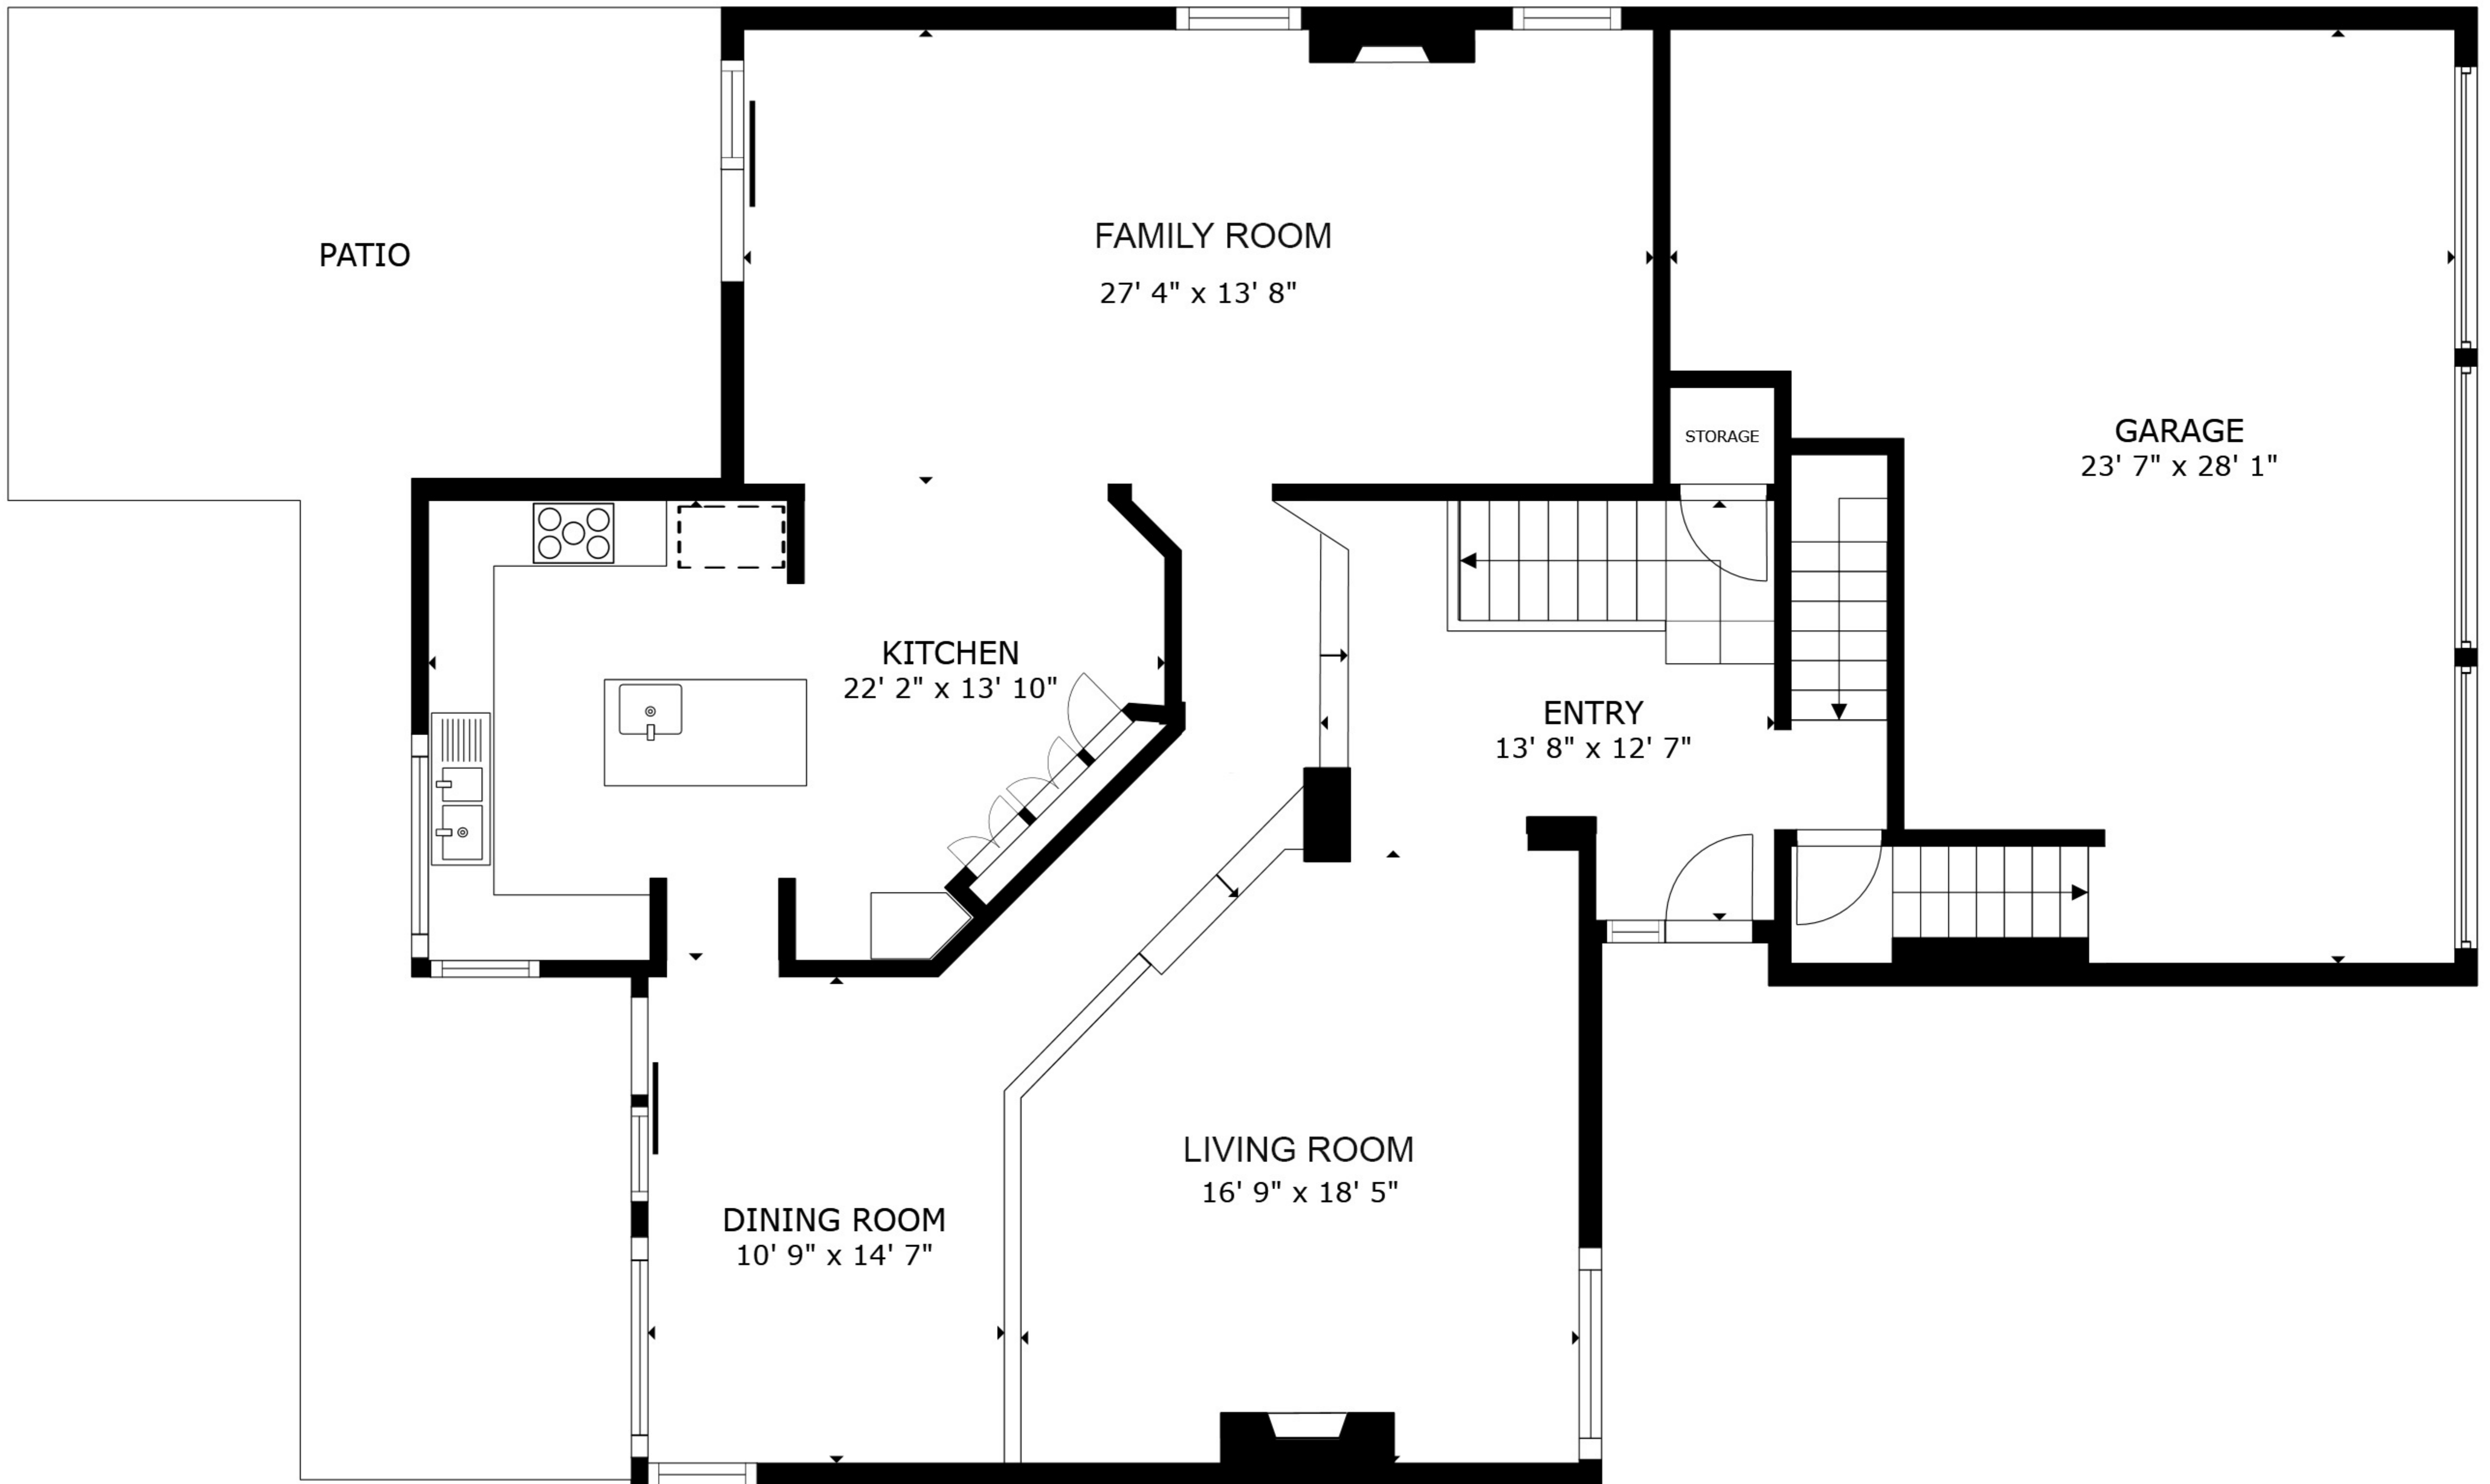 PATIO
FAMILY ROOM
27' 4" x 13' 8"
STORAGE
GARAGE
23' 7" x 28' 1"
KITCHEN
22' 2" x 13' 10"
ENTRY
13' 8" x 12' 7"
LIVING ROOM
16' 9" x 18' 5"
DINING ROOM
10' 9" x 14' 7"